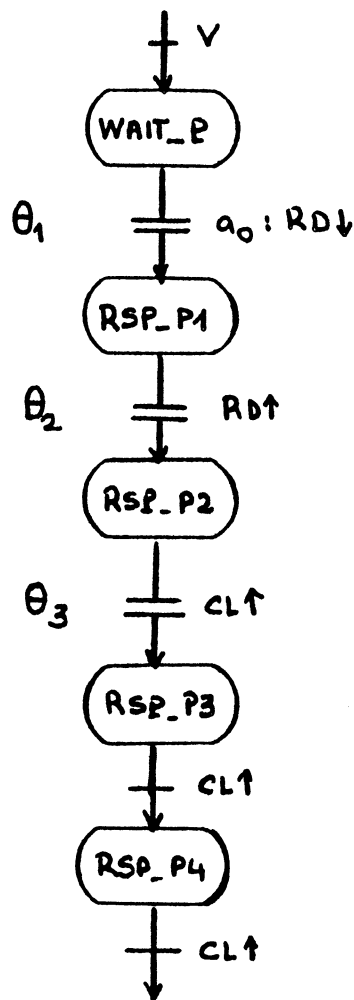 V
WAIT_P
θ₁ a₀ : RD↓
RSP_P1
θ₂ RD↑
RSP_P2
θ₃ CL↑
RSP_P3
CL↑
RSP_P4
CL↑